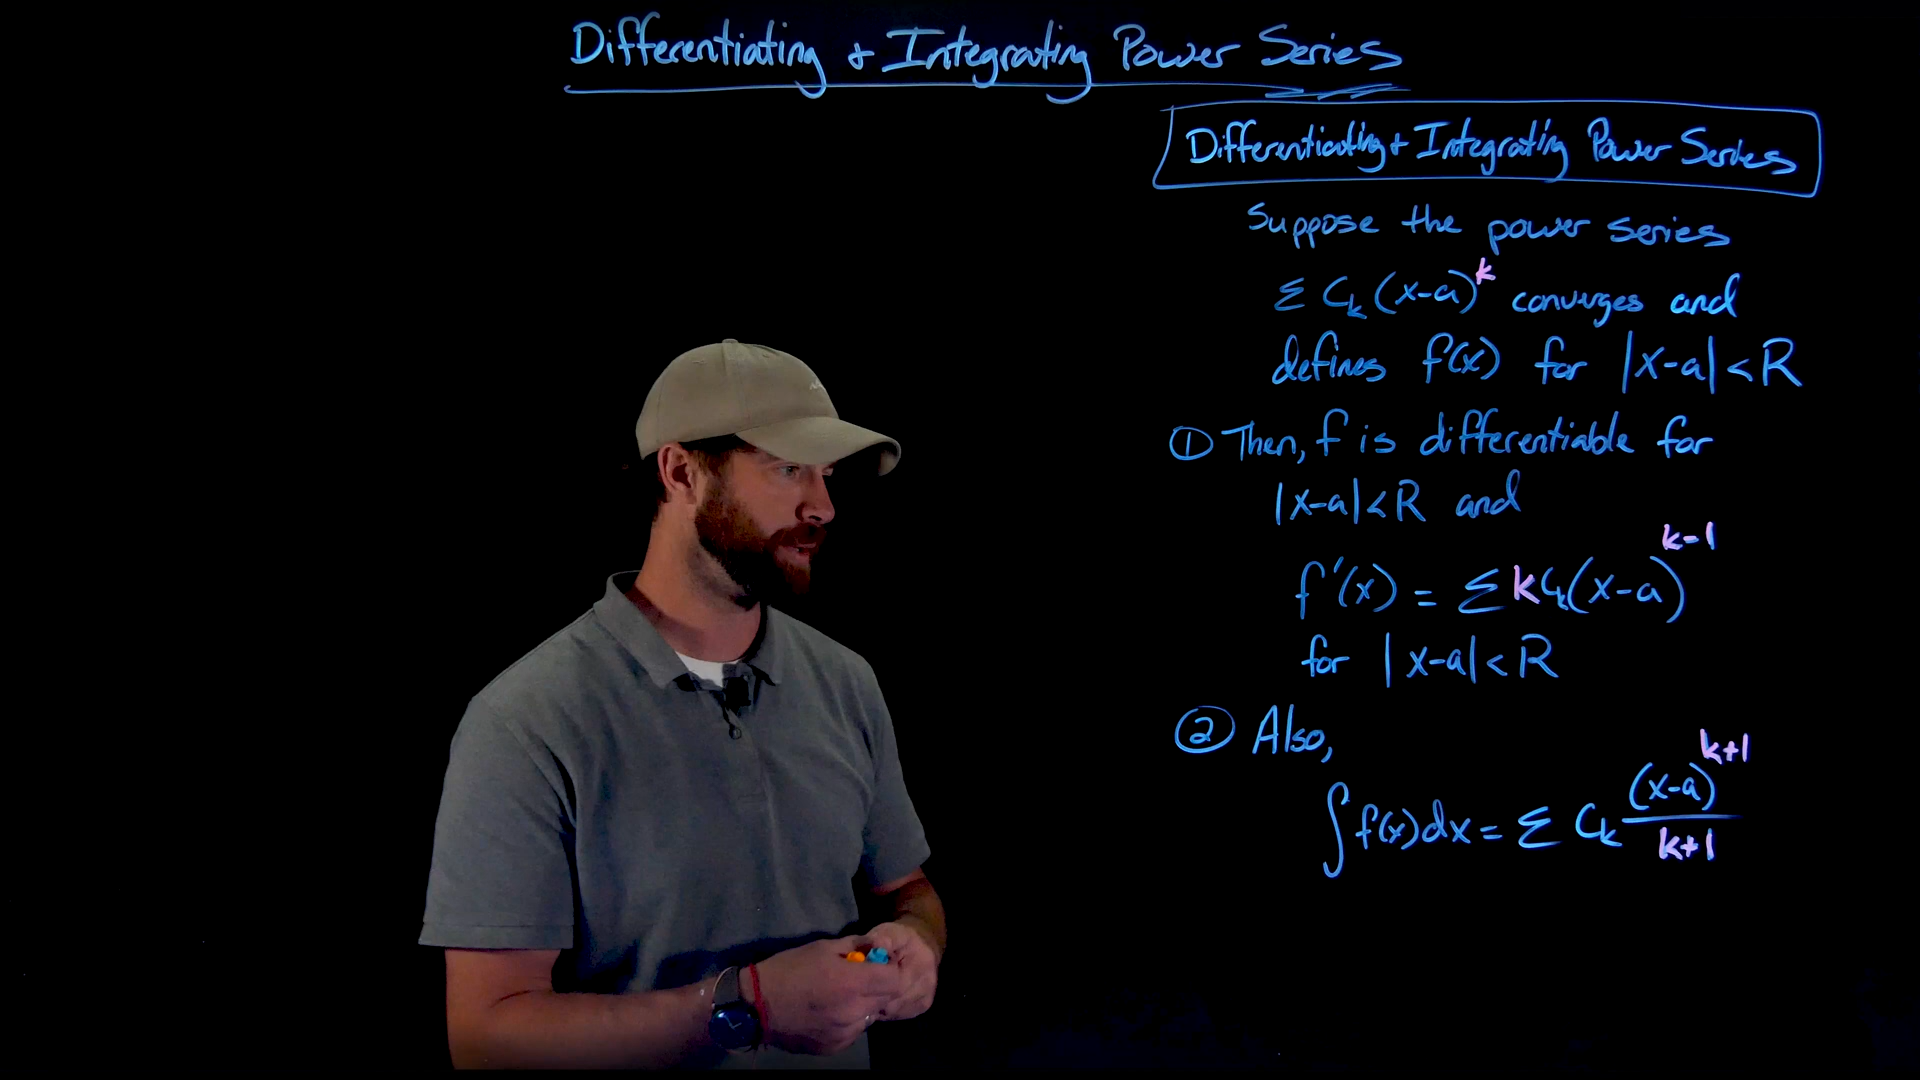 Differentiating + Integrating Power Series
Differentiating + Integrating Power Series
Suppose the power series
Σ Cₖ (x-a)ᵏ converges and
defines f(x) for |x-a| < R
① Then, f is differentiable for
|x-a| < R and
f'(x) = Σ k Cₖ (x-a)ᵏ⁻¹
for |x-a| < R
② Also,
∫ f(x) dx = Σ Cₖ (x-a)ᵏ⁺¹ / k+1